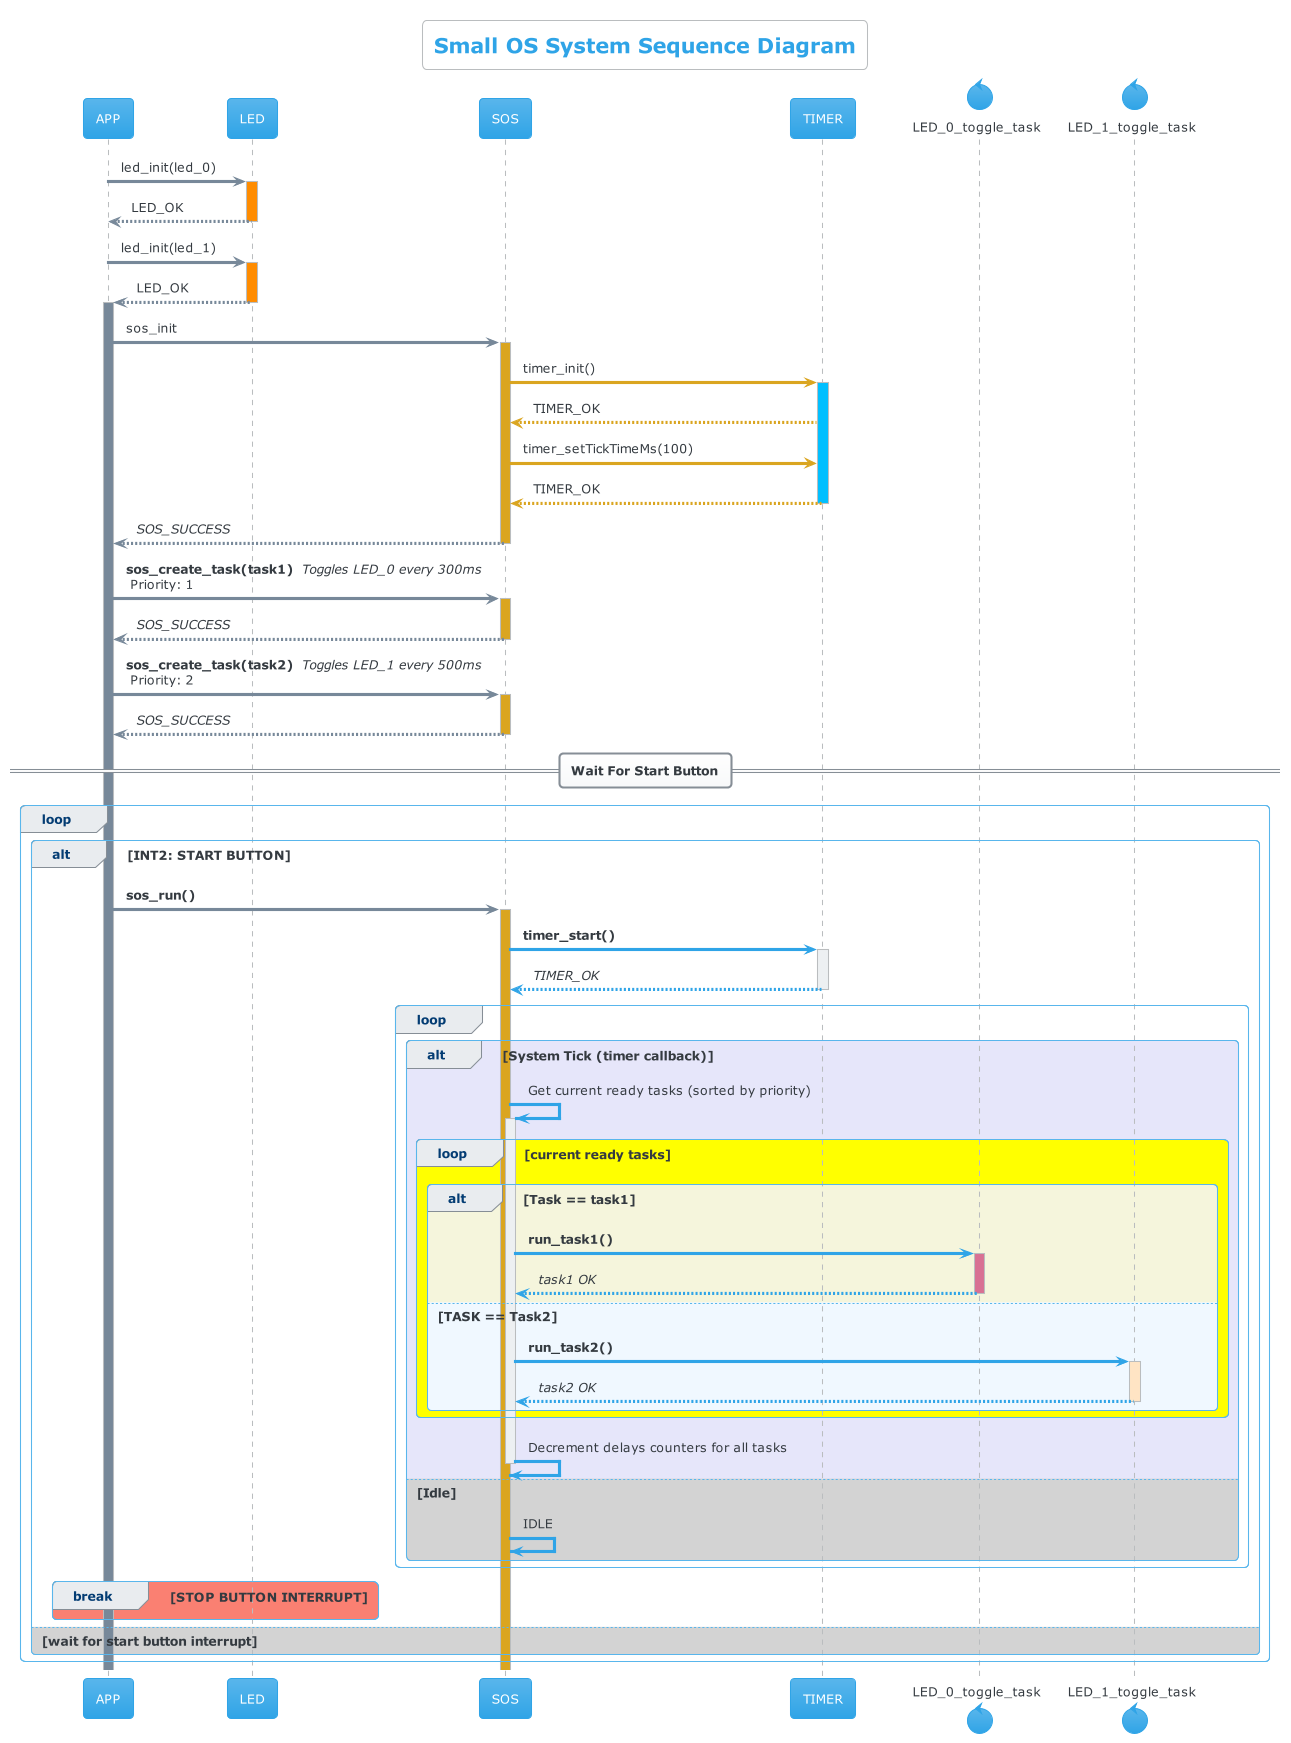 Small OS System Sequence Diagram
APP
LED
SOS
TIMER
LED_0_toggle_task
LED_1_toggle_task
led_init(led_0)
LED_OK
led_init(led_1)
LED_OK
sos_init
timer_init()
TIMER_OK
timer_setTickTimeMs(100)
TIMER_OK
SOS_SUCCESS
sos_create_task(task1) Toggles LED_0 every 300ms
Priority: 1
SOS_SUCCESS
sos_create_task(task2) Toggles LED_1 every 500ms
Priority: 2
SOS_SUCCESS
Wait For Start Button
loop
alt [INT2: START BUTTON]
sos_run()
timer_start()
TIMER_OK
loop
alt [System Tick (timer callback)]
Get current ready tasks (sorted by priority)
loop [current ready tasks]
alt [Task == task1]
run_task1()
task1 OK
[TASK == Task2]
run_task2()
task2 OK
Decrement delays counters for all tasks
[Idle]
IDLE
break [STOP BUTTON INTERRUPT]
[wait for start button interrupt]
APP
LED
SOS
TIMER
LED_0_toggle_task
LED_1_toggle_task